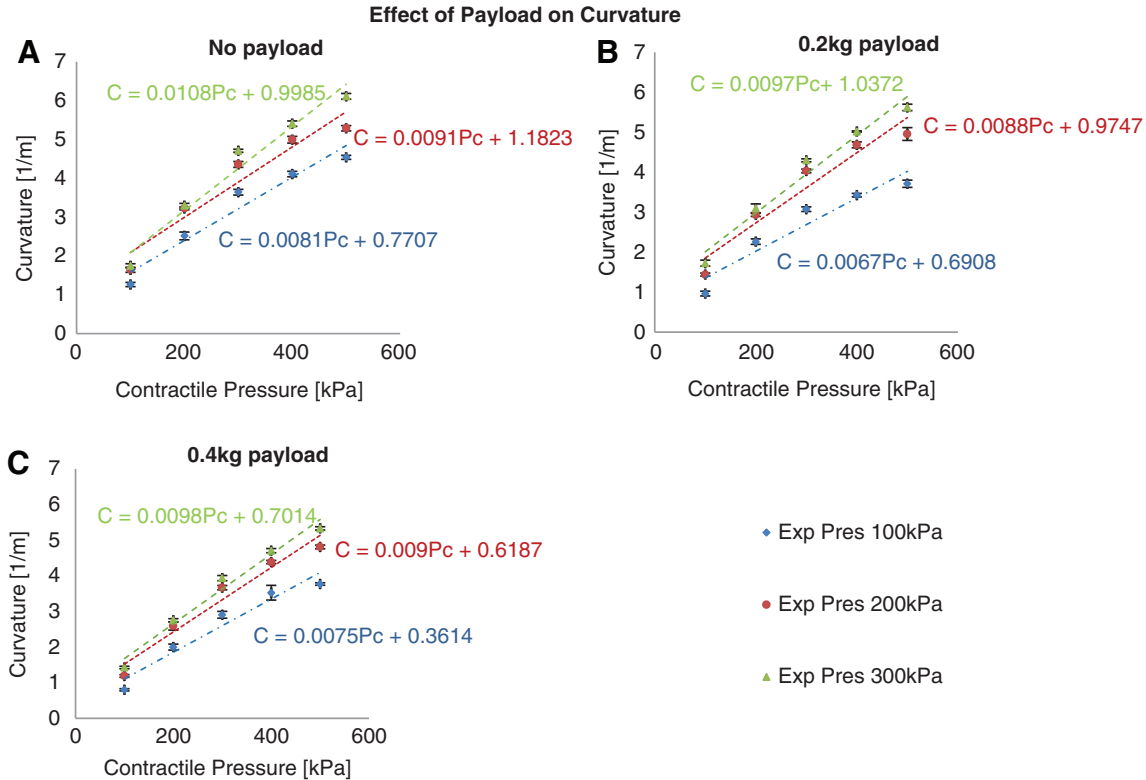 Effect of Payload on Curvature
A
No payload
7
6
5
4
3
2
1
0
0
200
400
600
Curvature [1/m]
Contractile Pressure [kPa]
C = 0.0108Pc + 0.9985
C = 0.0091Pc + 1.1823
C = 0.0081Pc + 0.7707
B
0.2kg payload
7
6
5
4
3
2
1
0
0
200
400
600
Curvature [1/m]
Contractile Pressure [kPa]
C = 0.0097Pc+ 1.0372
C = 0.0088Pc + 0.9747
C = 0.0067Pc + 0.6908
C
0.4kg payload
7
6
5
4
3
2
1
0
0
200
400
600
Curvature [1/m]
Contractile Pressure [kPa]
C = 0.0098Pc + 0.7014
C = 0.009Pc + 0.6187
C = 0.0075Pc + 0.3614
Exp Pres 100kPa
Exp Pres 200kPa
Exp Pres 300kPa